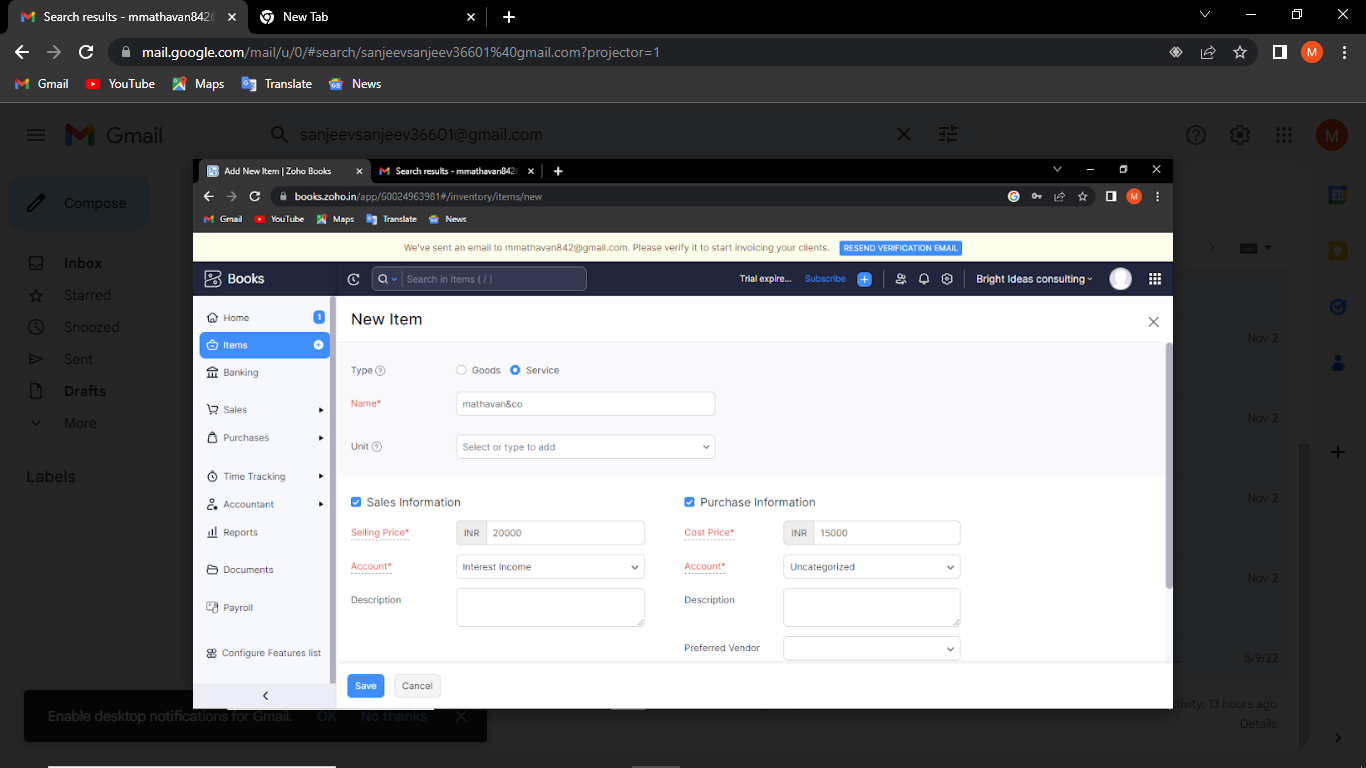 Search results - mmathavan842
New Tab
mail.google.com/mail/u/0/#search/sanjeevsanjeev36601%40gmail.com?projector=1
M
Gmail
YouTube
Maps
Translate
News
Gmail
sanjeevsanjeev36601@gmail.com
M
Compose
Inbox
Starred
Snoozed
Sent
Drafts
More
Labels
Nov 2
Nov 2
Nov 2
Nov 2
5/9/22
tivity: 13 hours ago
Details
Enable desktop notifications for Gmail.
OK
No thanks
Add New Item | Zoho Books
Search results - mmathavan842
books.zoho.in/app/60024963981#/inventory/items/new
M
Gmail
YouTube
Maps
Translate
News
We've sent an email to mmathavan842@gmail.com. Please verify it to start invoicing your clients.
RESEND VERIFICATION EMAIL
Books
Search in Items ( / )
Trial expire...
Subscribe
Bright Ideas consulting
Home
1
Items
Banking
Sales
Purchases
Time Tracking
Accountant
Reports
Documents
Payroll
Configure Features list
New Item
Type
Goods
Service
Name*
mathavan&co
Unit
Select or type to add
Sales Information
Purchase Information
Selling Price*
INR
20000
Cost Price*
INR
15000
Account*
Interest Income
Account*
Uncategorized
Description
Description
Preferred Vendor
Save
Cancel